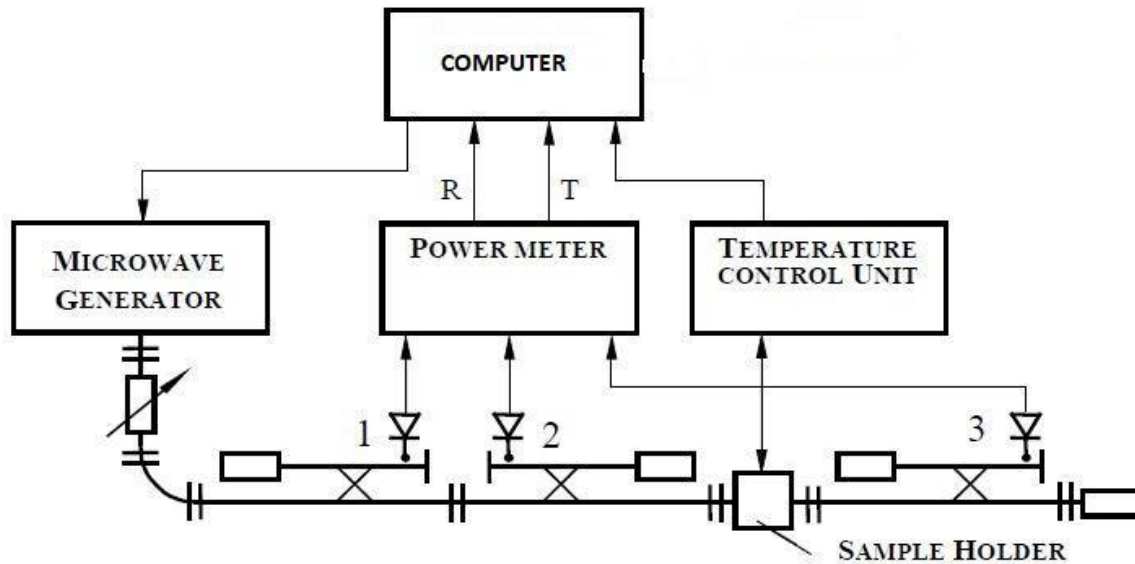 COMPUTER
R
T
MICROWAVE
GENERATOR
POWER METER
TEMPERATURE
CONTROL UNIT
1
2
3
SAMPLE HOLDER